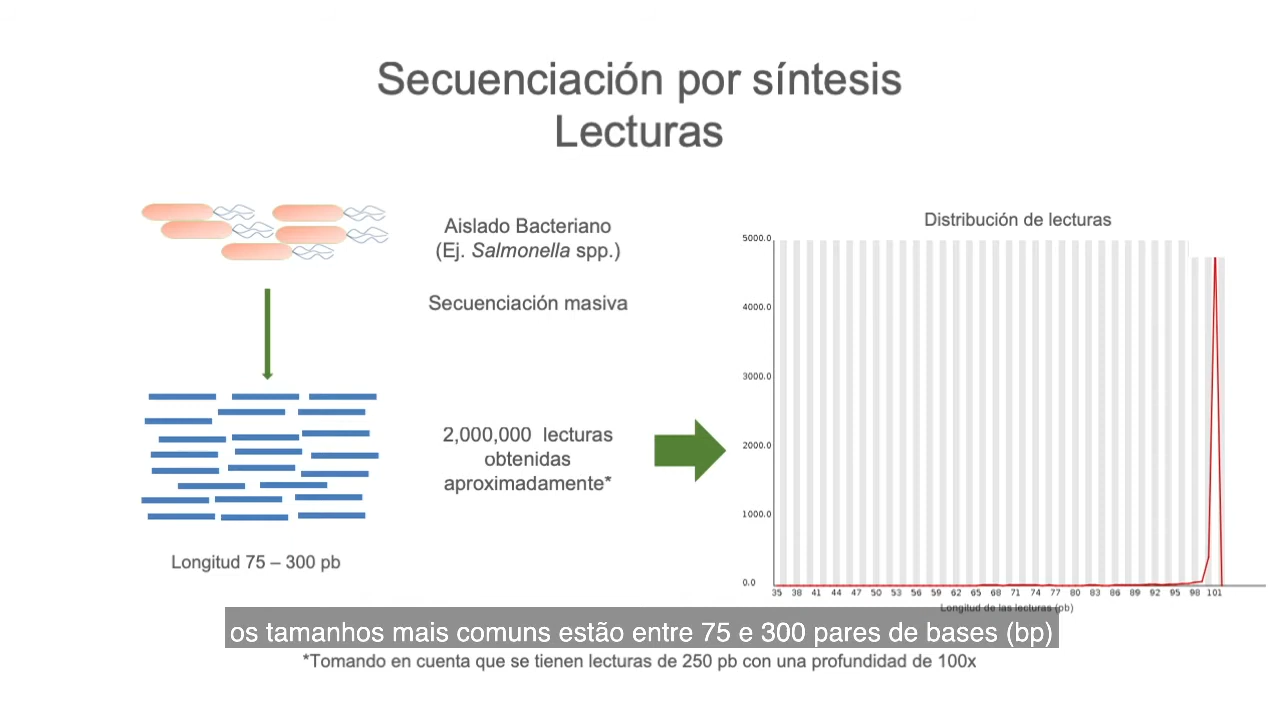 Secuenciación por síntesis
Lecturas
Aislado Bacteriano
(Ej. Salmonella spp.)
Secuenciación masiva
2,000,000 lecturas
obtenidas
aproximadamente*
Longitud 75 – 300 pb
Distribución de lecturas
5000.0
4000.0
3000.0
2000.0
1000.0
0.0
35 38 41 44 47 50 53 56 59 62 65 68 71 74 77 80 83 86 89 92 95 98 101
Longitud de las lecturas (pb)
os tamanhos mais comuns estão entre 75 e 300 pares de bases (bp)
*Tomando en cuenta que se tienen lecturas de 250 pb con una profundidad de 100x